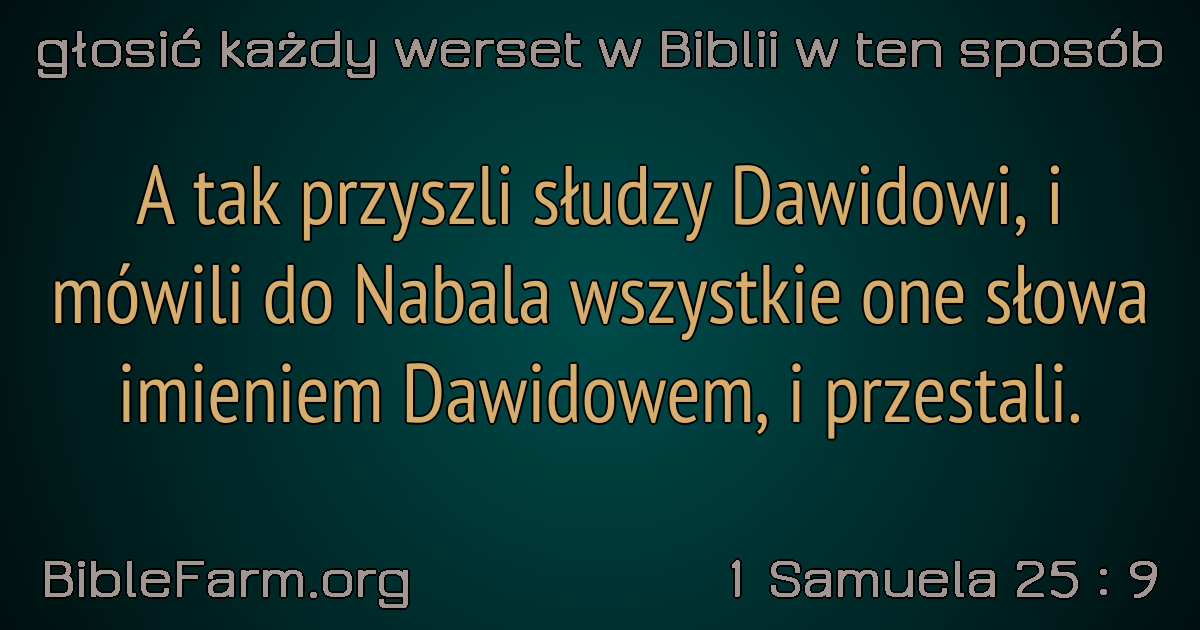 głosić każdy werset w Biblii w ten sposób
A tak przyszli słudzy Dawidowi, i
mówili do Nabala wszystkie one słowa
imieniem Dawidowem, i przestali.
BibleFarm.org
1 Samuela 25 : 9